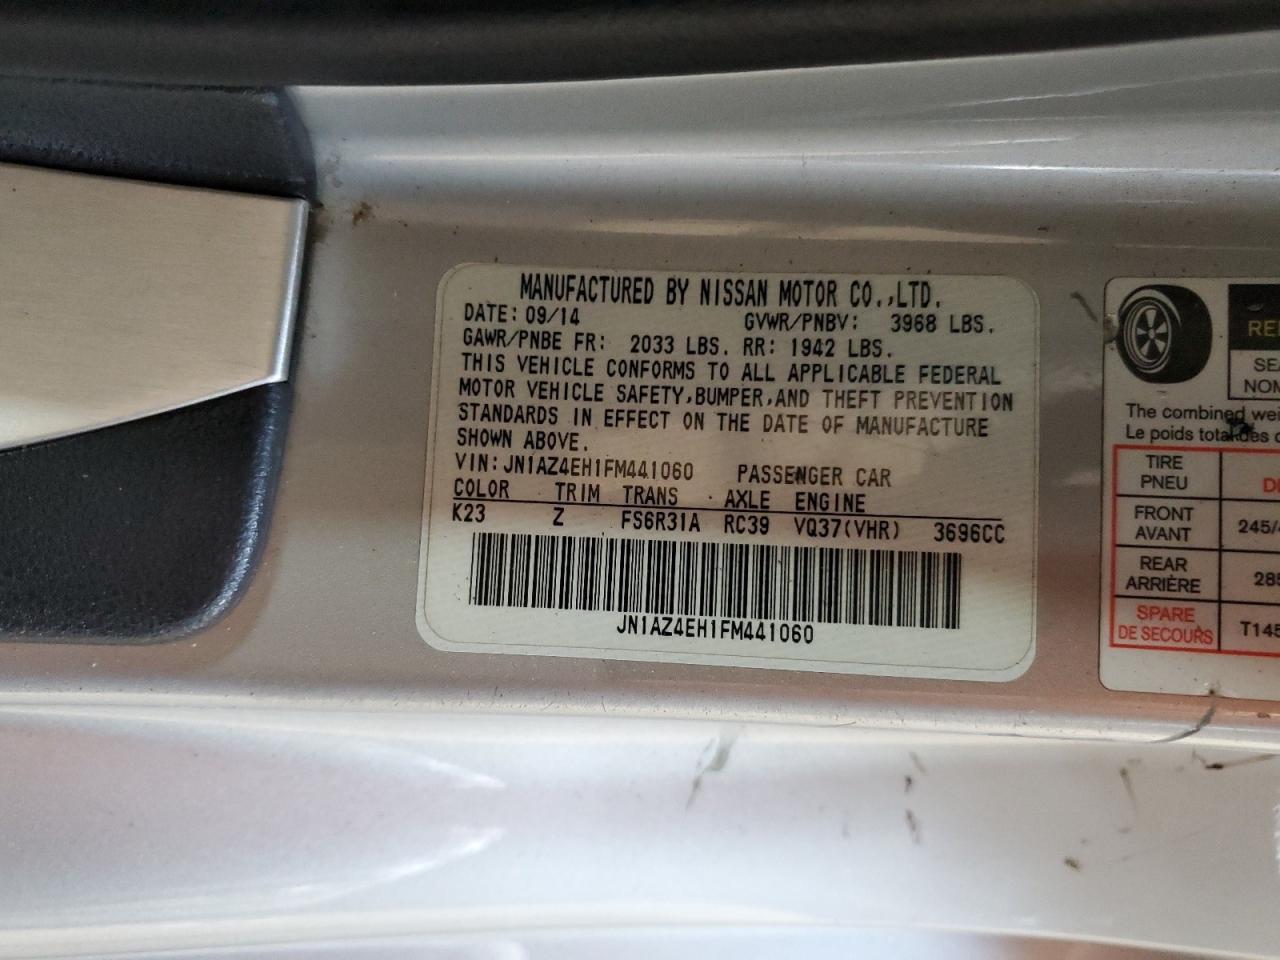 MANUFACTURED BY NISSAN MOTOR CO.,LTD.
DATE: 09/14 GVWR/PNBV: 3968 LBS.
GAWR/PNBE FR: 2033 LBS. RR: 1942 LBS.
THIS VEHICLE CONFORMS TO ALL APPLICABLE FEDERAL
MOTOR VEHICLE SAFETY,BUMPER,AND THEFT PREVENTION
STANDARDS IN EFFECT ON THE DATE OF MANUFACTURE
SHOWN ABOVE.
VIN: JN1AZ4EH1FM441060 PASSENGER CAR
COLOR TRIM TRANS AXLE ENGINE
K23 Z FS6R31A RC39 VQ37(VHR) 3696CC
JN1AZ4EH1FM441060
The combined
Le poids total des
TIRE
PNEU
FRONT
AVANT
245/
REAR
ARRIÈRE
SPARE
DE SECOURS